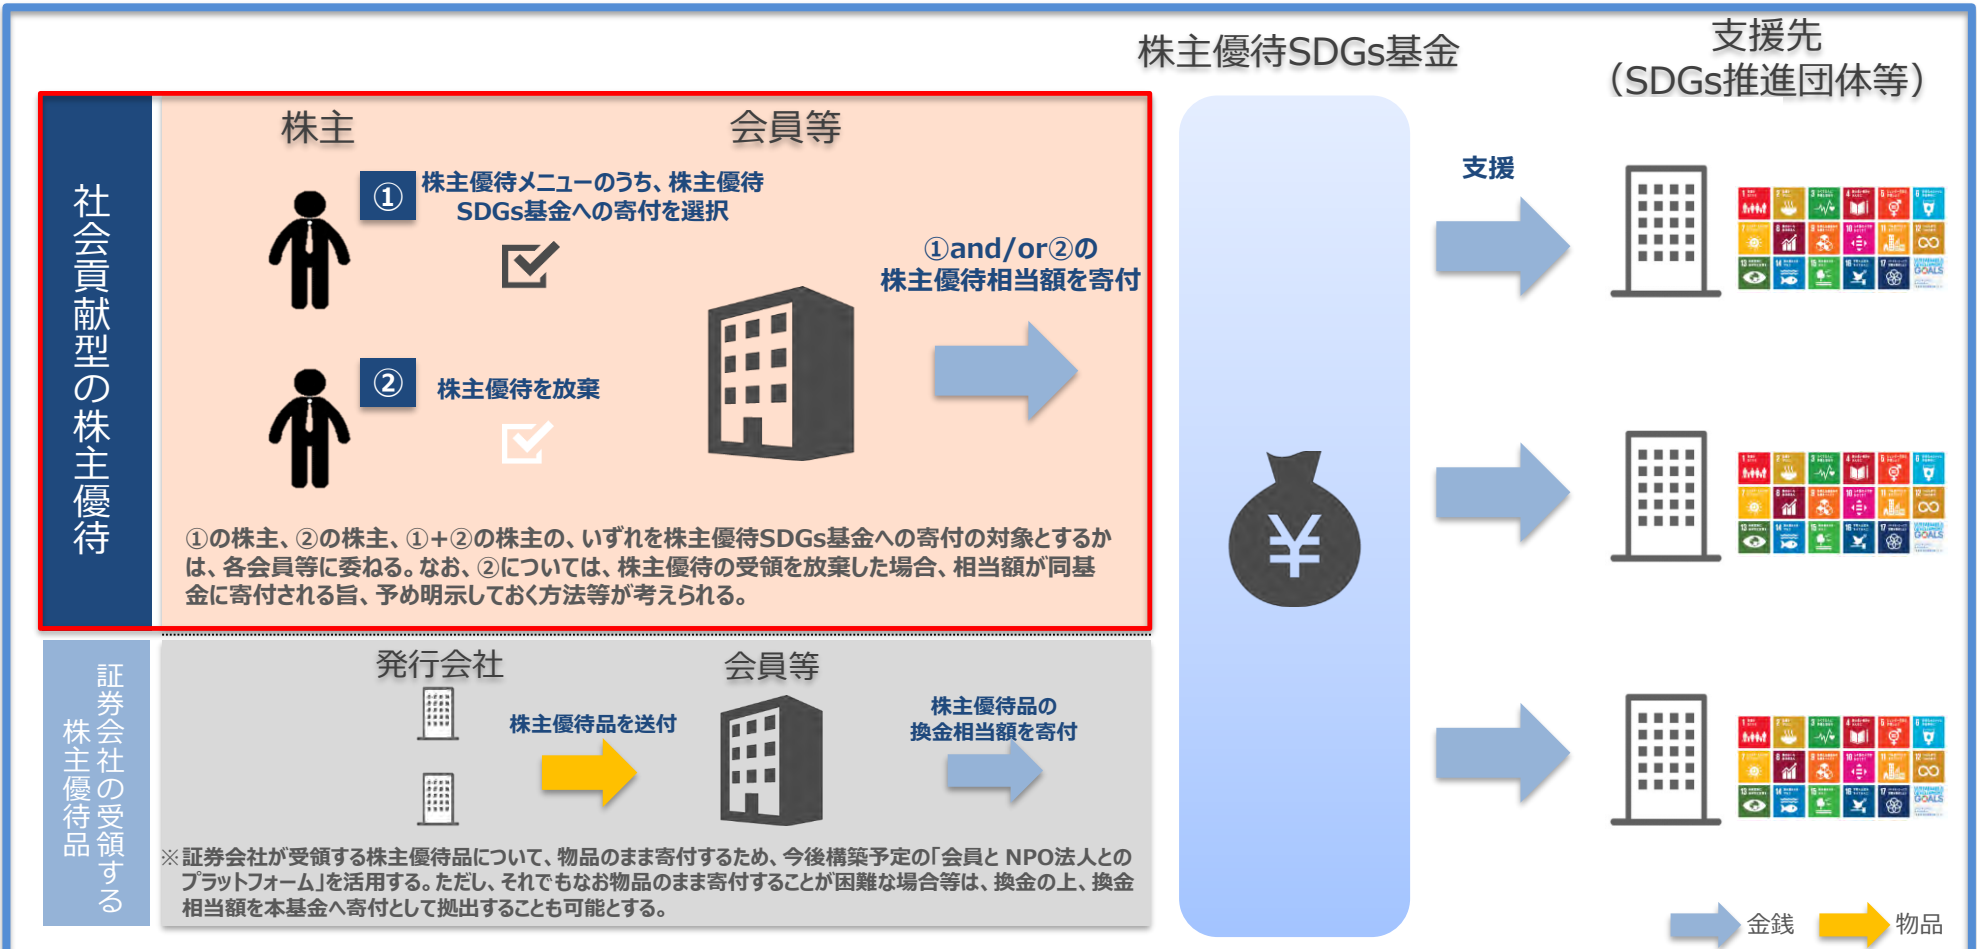 株主優待SDGs基金
支援先
（SDGs推進団体等）
社会貢献型の株主優待
株主
会員等
①
株主優待メニューのうち、株主優待
SDGs基金への寄付を選択
①and/or②の
株主優待相当額を寄付
②
株主優待を放棄
①の株主、②の株主、①+②の株主の、いずれを株主優待SDGs基金への寄付の対象とするか
は、各会員等に委ねる。なお、②については、株主優待の受領を放棄した場合、相当額が同基
金に寄付される旨、予め明示しておく方法等が考えられる。
支援
¥
証券会社の受領する
株主優待品
発行会社
会員等
株主優待品を送付
株主優待品の
換金相当額を寄付
※証券会社が受領する株主優待品について、物品のまま寄付するため、今後構築予定の「会員と NPO法人との
プラットフォーム」を活用する。ただし、それでもなお物品のまま寄付することが困難な場合等は、換金の上、換金
相当額を本基金へ寄付として拠出することも可能とする。
金銭
物品